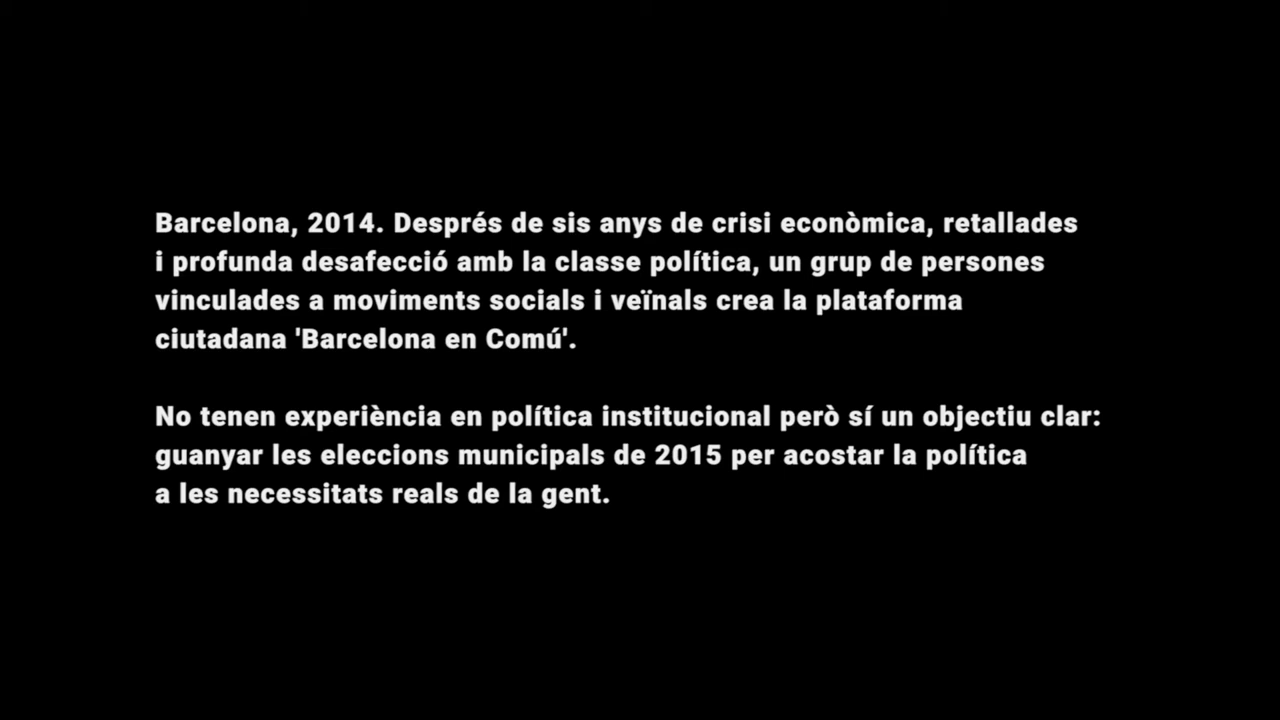 Barcelona, 2014. Després de sis anys de crisi econòmica, retallades
i profunda desafecció amb la classe política, un grup de persones
vinculades a moviments socials i veïnals crea la plataforma
ciutadana 'Barcelona en Comú'.
No tenen experiència en política institucional però sí un objectiu clar:
guanyar les eleccions municipals de 2015 per acostar la política
a les necessitats reals de la gent.